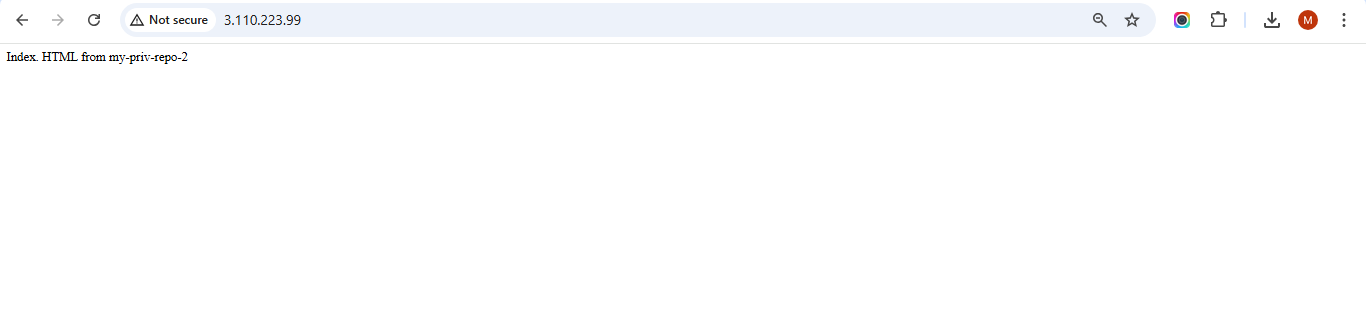 Not secure 3.110.223.99 M
Index. HTML from my-priv-repo-2